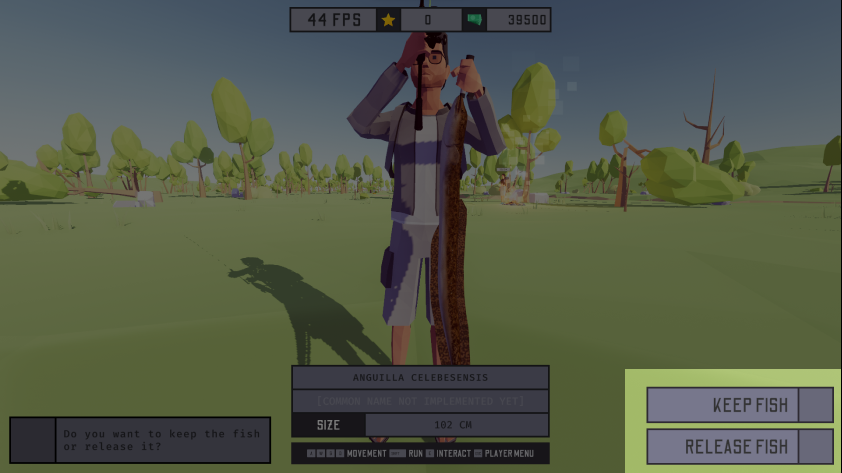 44 FPS 0 39500
ANGUILLA CELEBESENSIS
[COMMON NAME NOT IMPLEMENTED YET]
SIZE 102 CM
KEEP FISH
RELEASE FISH
Do you want to keep the fish
or release it?
MOVEMENT RUN INTERACT PLAYER MENU